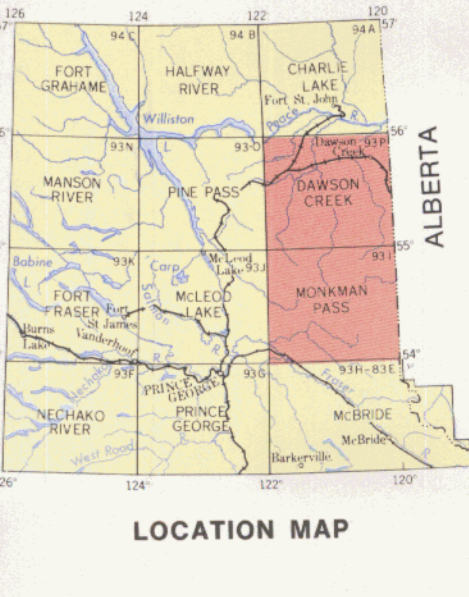 126 124 122 120
57° 57°
94 C 94 B 94 A
FORT GRAHAME
HALFWAY RIVER
CHARLIE LAKE
Fort St. John
Williston
Peace R.
56°
93 N L 93-O 93 P
Dawson Creek
MANSON RIVER
PINE PASS
DAWSON CREEK
ALBERTA
55°
Babine
93 K
Carp L
McLeod Lake
93 J
93 I
L
FORT FRASER
Fort St James
Salmon
McLEOD LAKE
MONKMAN PASS
Burns Lake
Vanderhoof
R
R
54°
93 F
Nechako
PRINCE GEORGE
93 G
93 H-83 E
Fraser
NECHAKO RIVER
PRINCE GEORGE
McBRIDE
McBride
West Road
Barkerville
R
126° 124° 122° 120°
LOCATION MAP